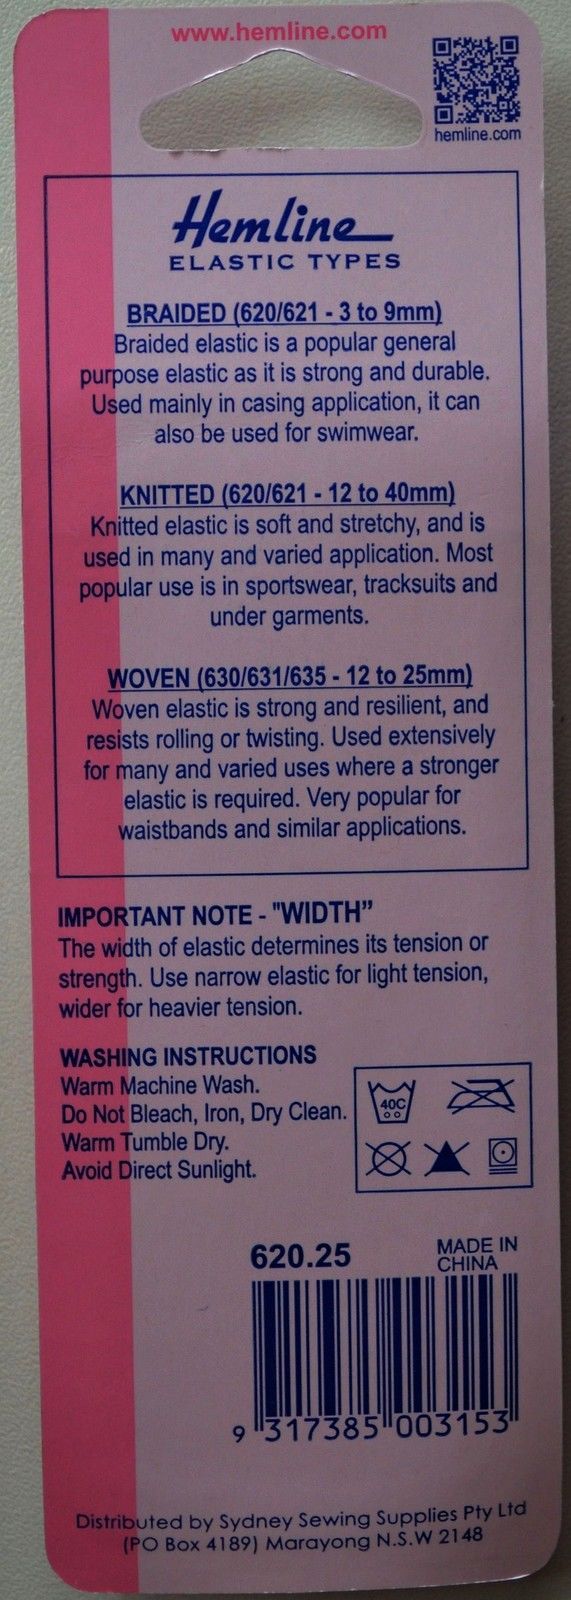 www.hemline.com
hemline.com
Hemline
ELASTIC TYPES
BRAIDED (620/621 - 3 to 9mm)
Braided elastic is a popular general
purpose elastic as it is strong and durable.
Used mainly in casing application, it can
also be used for swimwear.
KNITTED (620/621 - 12 to 40mm)
Knitted elastic is soft and stretchy, and is
used in many and varied application. Most
popular use is in sportswear, tracksuits and
under garments.
WOVEN (630/631/635 - 12 to 25mm)
Woven elastic is strong and resilient, and
resists rolling or twisting. Used extensively
for many and varied uses where a stronger
elastic is required. Very popular for
waistbands and similar applications.
IMPORTANT NOTE - "WIDTH”
The width of elastic determines its tension or
strength. Use narrow elastic for light tension,
wider for heavier tension.
WASHING INSTRUCTIONS
Warm Machine Wash.
Do Not Bleach, Iron, Dry Clean.
Warm Tumble Dry.
Avoid Direct Sunlight.
40C
620.25
MADE IN
CHINA
9 317385 003153
Distributed by Sydney Sewing Supplies Pty Ltd
(PO Box 4189) Marayong N.S.W 2148